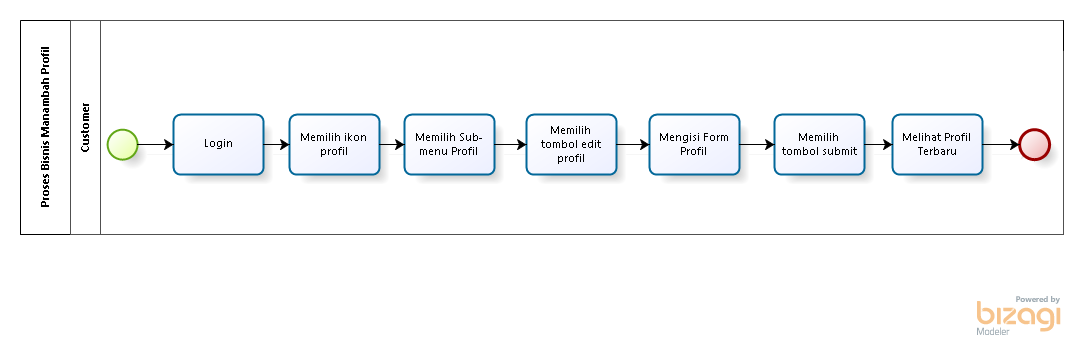 Proses Bisnis Manambah Profil
Customer
Login
Memilih ikon
profil
Memilih Sub-
menu Profil
Memilih
tombol edit
profil
Mengisi Form
Profil
Memilih
tombol submit
Melihat Profil
Terbaru
Powered by
bizagi
Modeler